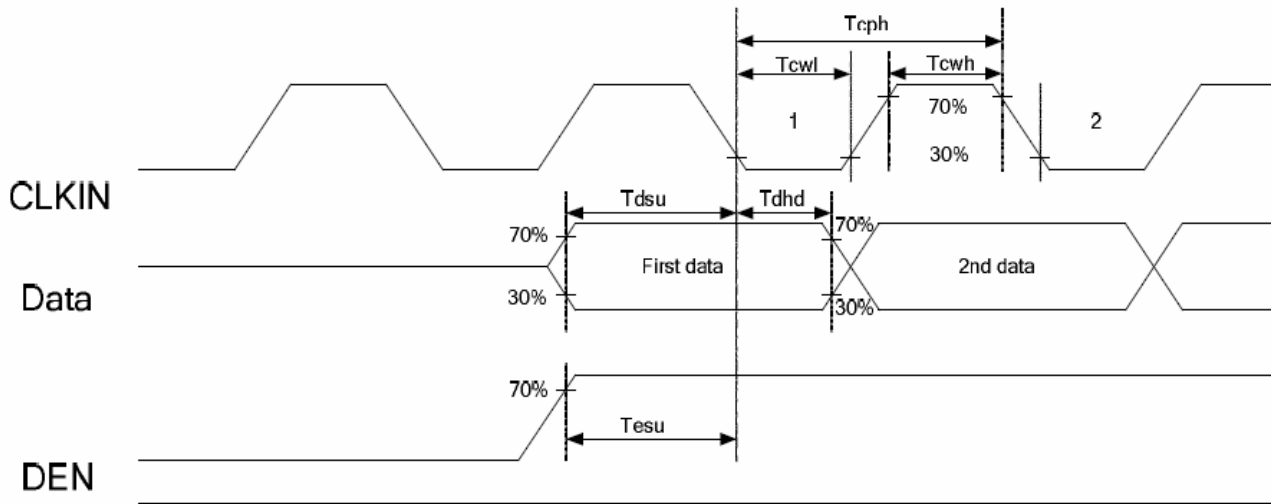 Tcph
Tcwl
Tcwh
1
70%
2
30%
CLKIN
Tdsu
Tdhd
70%
70%
First data
2nd data
Data
30%
30%
70%
Tesu
DEN